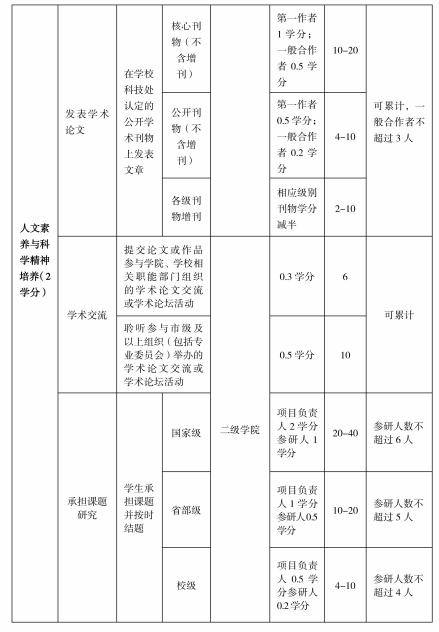 人文素
养与科
学精神
培养(2
学分)
发表学术
论文
在学校
科技处
认定的
公开学
术刊物
上发表
文章
核心刊
物（不
含增
刊）
第一作者
1 学分；
一般合作
者 0.5 学
分
10-20
可累计，一
般合作者不
超过 3 人
公开刊
物（不
含增
刊）
第一作者
0.5 学分；
一般合作
者 0.2 学
分
4-10
各级刊
物增刊
相应级别
刊物学分
减半
2-10
学术交流
提交论文或作品
参与学院、学校相
关职能部门组织
的学术论文交流
或学术论坛活动
0.3 学分
6
可累计
聆听参与市级及
以上组织（包括专
业委员会）举办的
学术论文交流或
学术论坛活动
0.5 学分
10
二级学院
承担课题
研究
学生承
担课题
并按时
结题
国家级
项目负责
人 2 学分
参研人 1
学分
20-40
参研人数不
超过 6 人
省部级
项目负责
人 1 学分
参研人0.5
学分
10-20
参研人数不
超过 5 人
校级
项目负责
人 0.5 学
分参研人
0.2 学分
4-10
参研人数不
超过 4 人